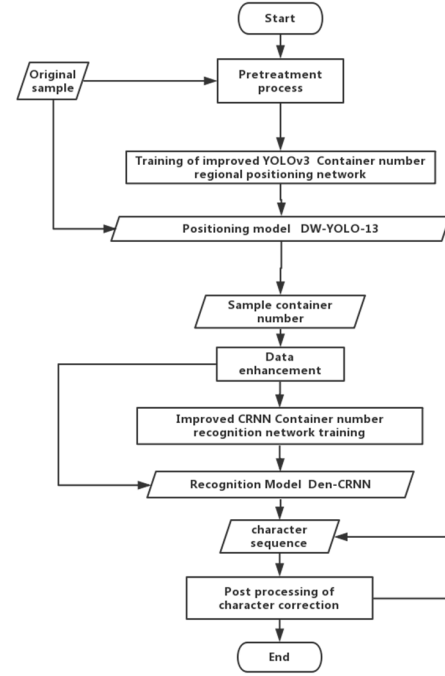 Start
Original
sample
Pretreatment
process
Training of improved YOLOv3 Container number
regional positioning network
Positioning model DW-YOLO-13
Sample container
number
Data
enhancement
Improved CRNN Container number
recognition network training
Recognition Model Den-CRNN
character
sequence
Post processing of
character correction
End